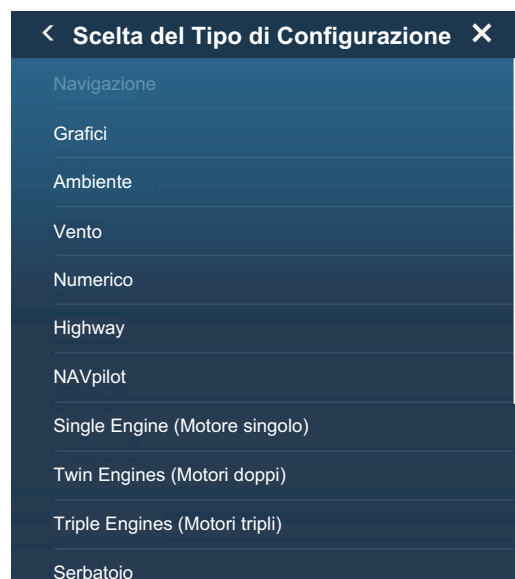 Scelta del Tipo di Configurazione
Navigazione
Grafici
Ambiente
Vento
Numerico
Highway
NAVpilot
Single Engine (Motore singolo)
Twin Engines (Motori doppi)
Triple Engines (Motori tripli)
Serbatoio